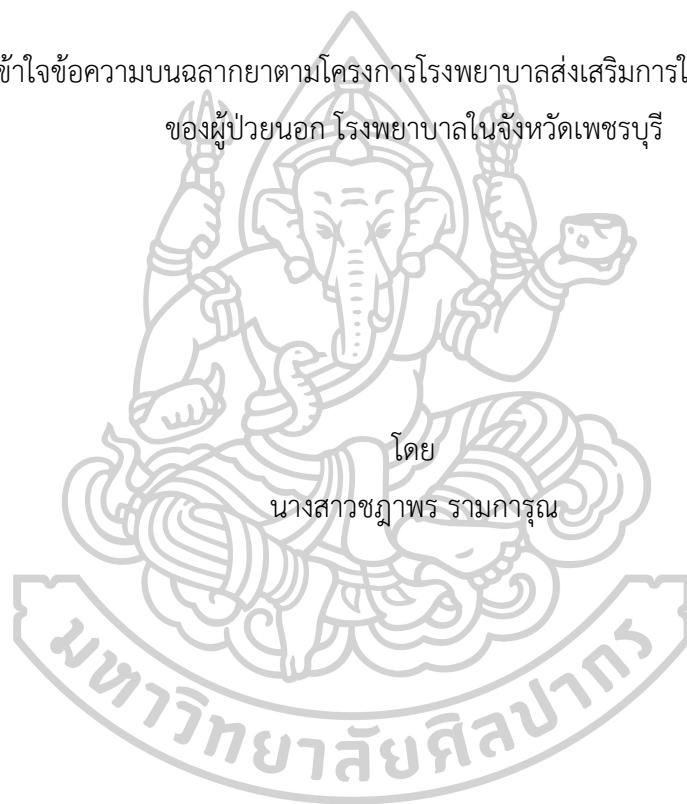 ข้าใจข้อความบนฉลากยาตามโครงการโรงพยาบาลส่งเสริมการใ
ของผู้ป่วยนอก โรงพยาบาลในจังหวัดเพชรบุรี
โดย
นางสาวชฎาพร รามการุณ
มหาวิทยาลัยศิลปากร